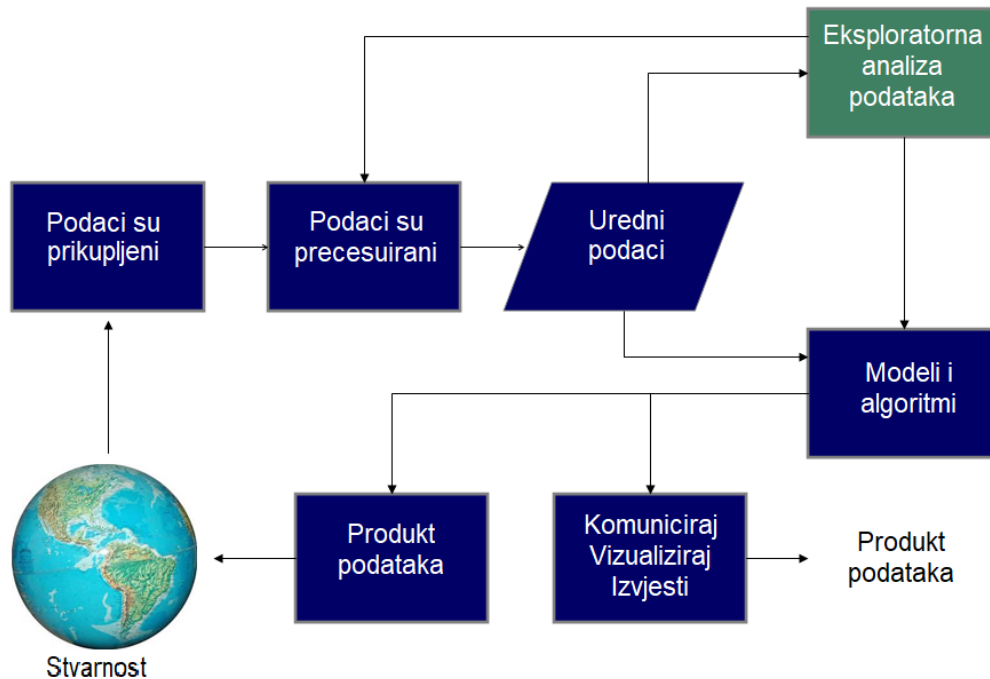 Eksploratorna
analiza
podataka
Podaci su
prikupljeni
Podaci su
precesuirani
Uredni
podaci
Modeli i
algoritmi
Produkt
podataka
Komuniciraj
Vizualiziraj
Izvjesti
Produkt
podataka
Stvarnost